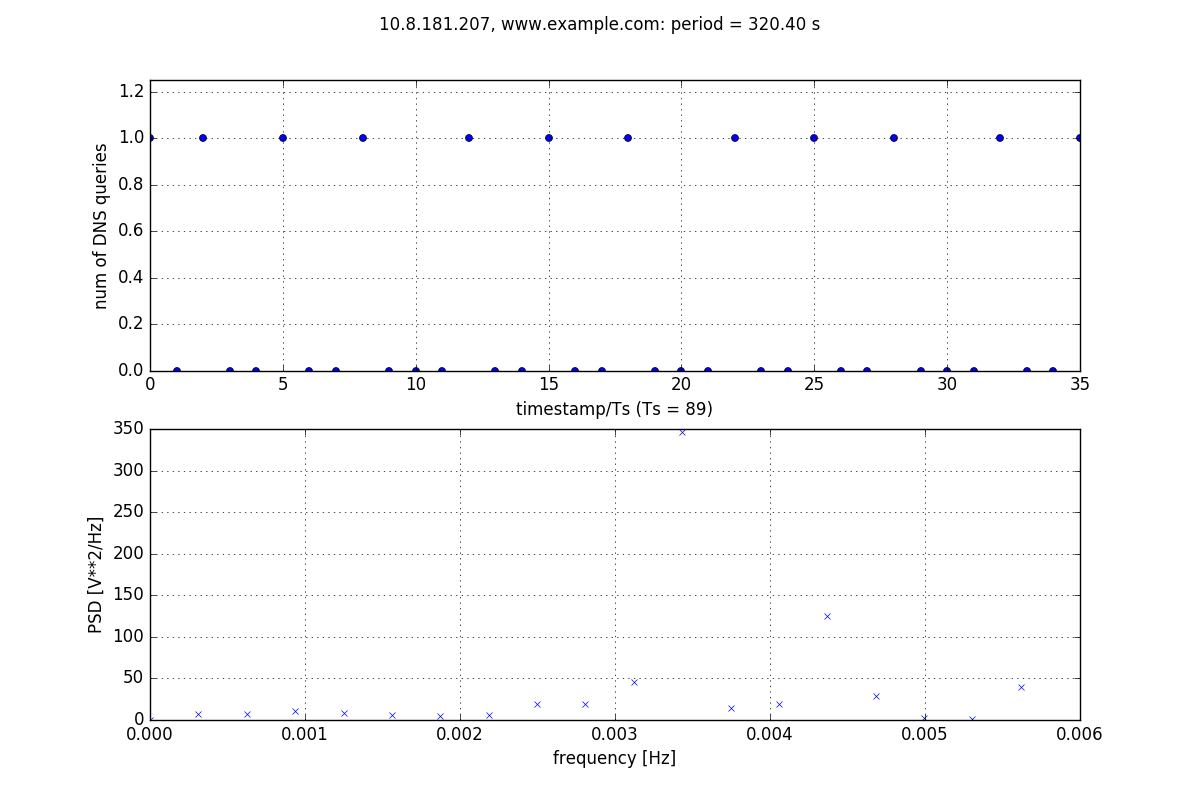 10.8.181.207, www.example.com: period = 320.40 s
num of DNS queries
1.2
1.0
0.8
0.6
0.4
0.2
0.0
0 5 10 15 20 25 30 35
timestamp/Ts (Ts = 89)
PSD [V**2/Hz]
350
300
250
200
150
100
50
0
0.000 0.001 0.002 0.003 0.004 0.005 0.006
frequency [Hz]